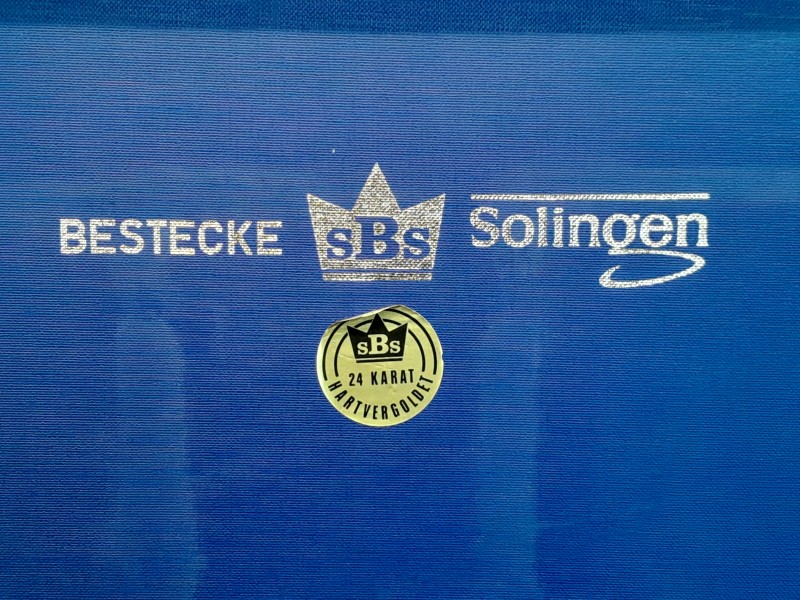 BESTECKE sBs Solingen
sBs
24 KARAT
HARTVERGOLDET